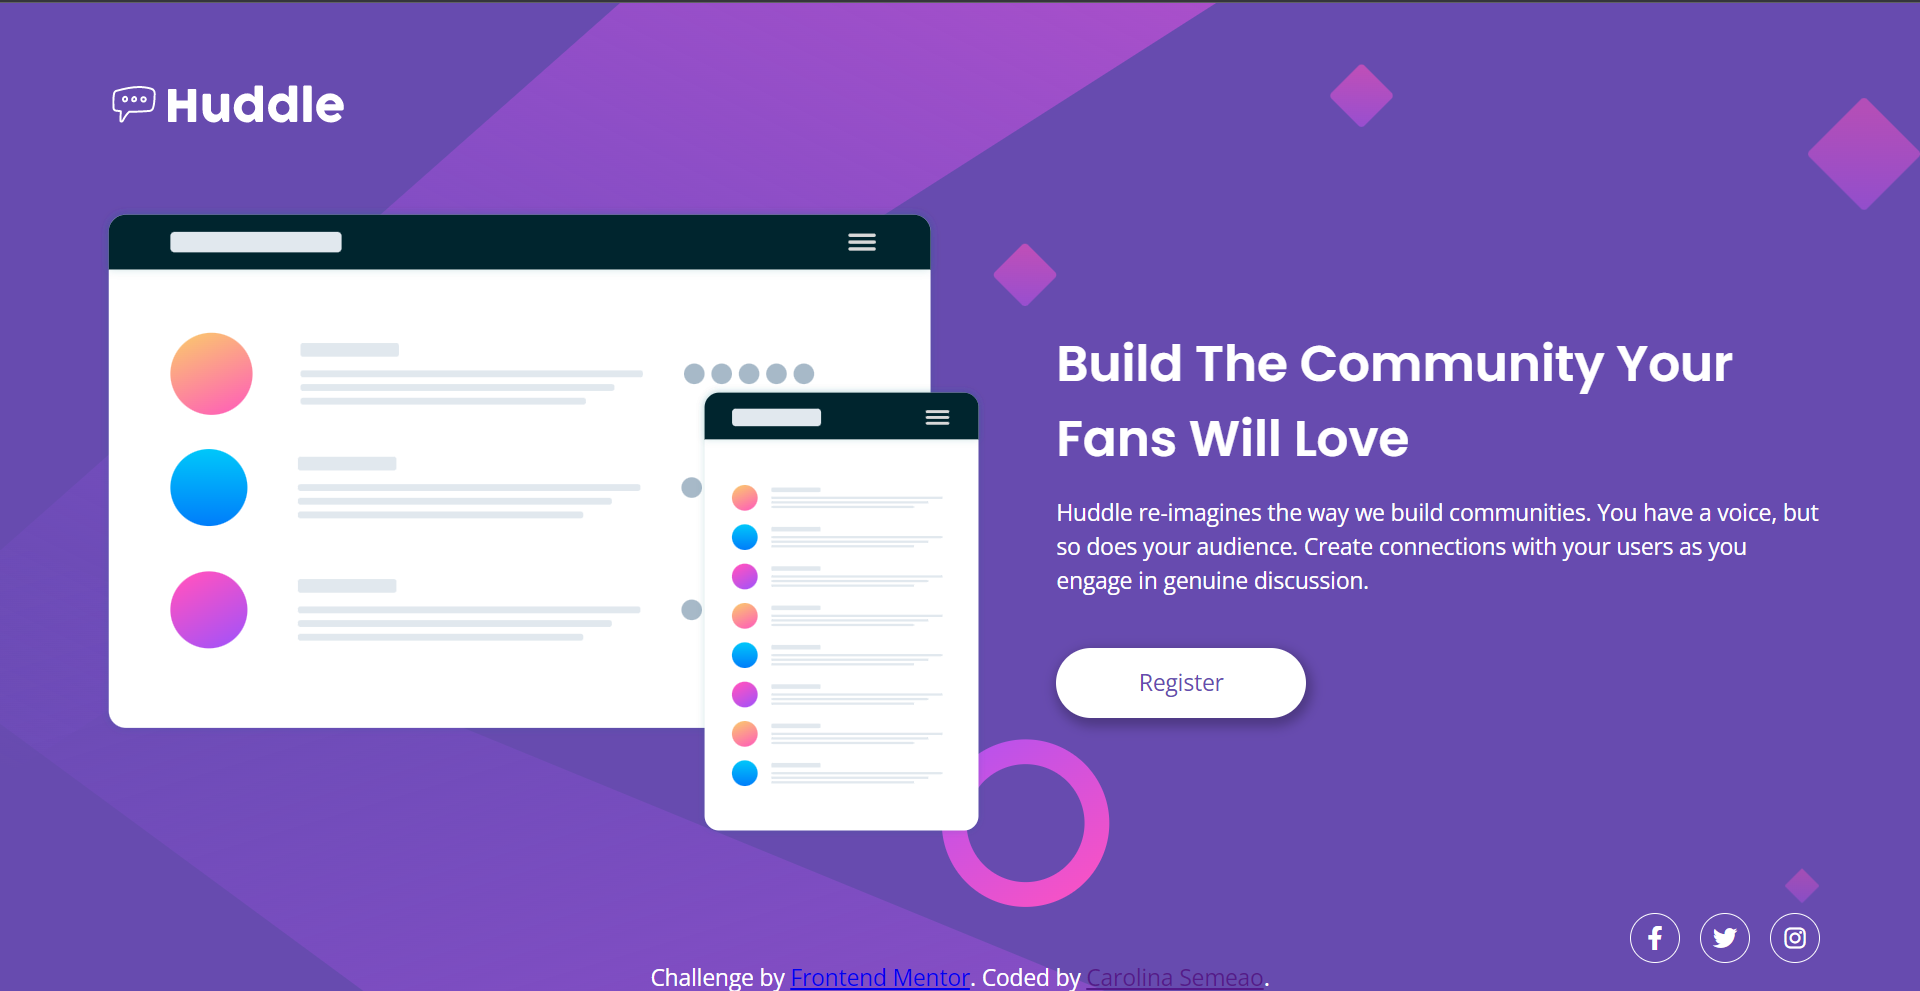 Huddle
Build The Community Your
Fans Will Love
Huddle re-imagines the way we build communities. You have a voice, but
so does your audience. Create connections with your users as you
engage in genuine discussion.
Register
Challenge by Frontend Mentor. Coded by Carolina Semeao.